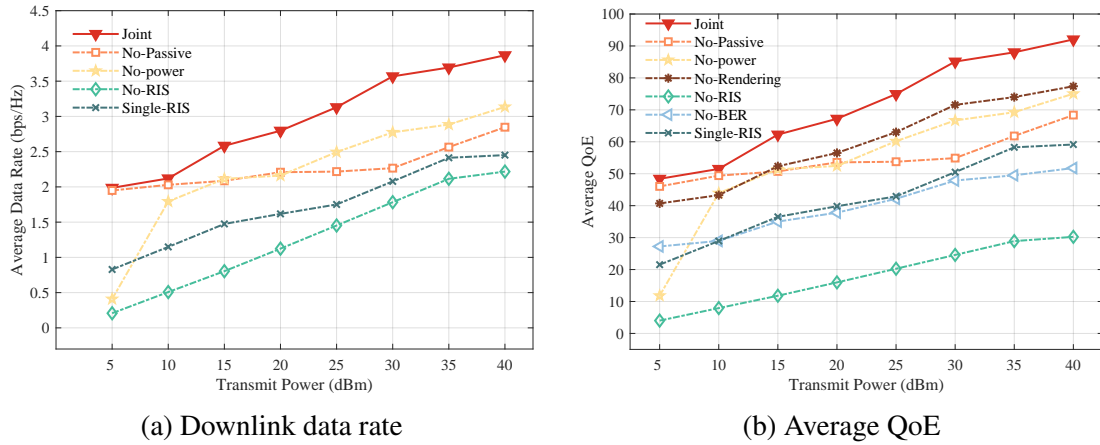 4.5
4
3.5
3
2.5
2
1.5
1
0.5
0
Average Data Rate (bps/Hz)
Joint
No-Passive
No-power
No-RIS
Single-RIS
5 10 15 20 25 30 35 40
Transmit Power (dBm)
(a) Downlink data rate
100
90
80
70
60
50
40
30
20
10
0
Average QoE
Joint
No-Passive
No-power
No-Rendering
No-RIS
No-BER
Single-RIS
5 10 15 20 25 30 35 40
Transmit Power (dBm)
(b) Average QoE